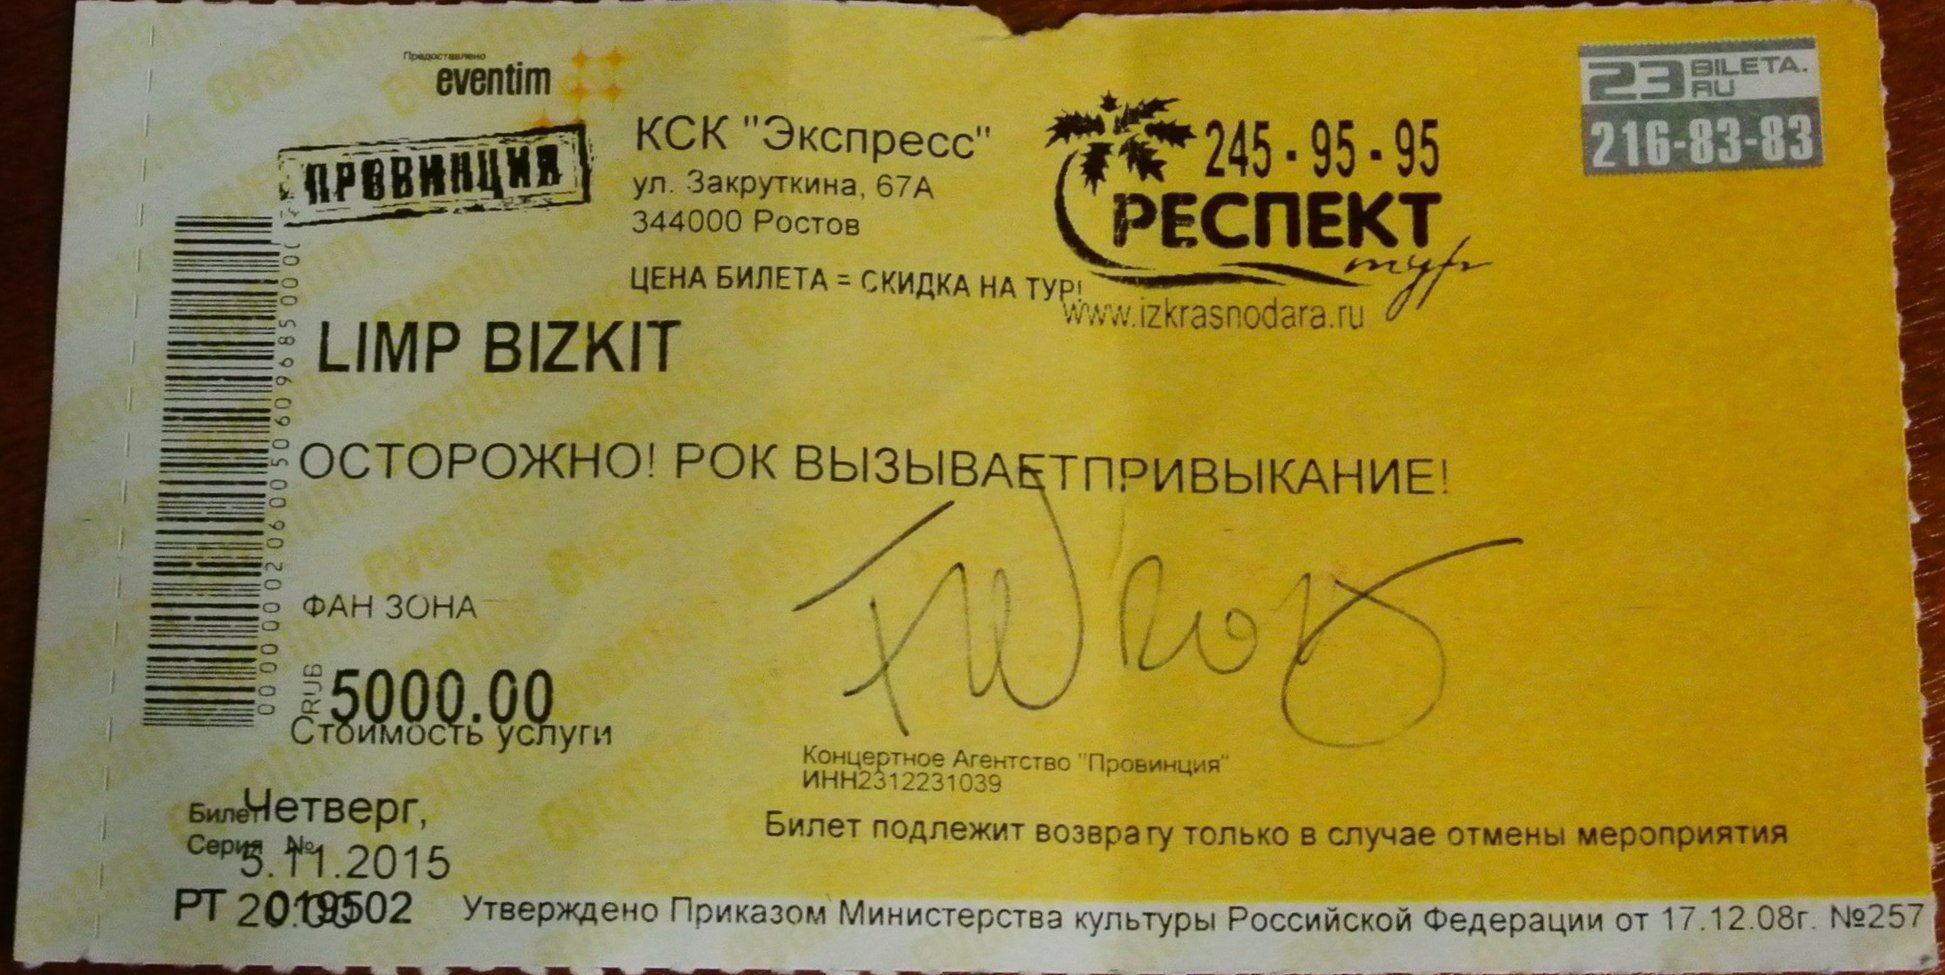 Предоставлено
eventim
ПРОВИНЦИЯ
КСК "Экспресс"
ул. Закруткина, 67А
344000 Ростов
ЦЕНА БИЛЕТА = СКИДКА НА ТУР!
245-95-95
РЕСПЕКТ
тур
www.izkrasnodara.ru
23 BILETA.RU
216-83-83
LIMP BIZKIT
ОСТОРОЖНО! РОК ВЫЗЫВАЕТПРИВЫКАНИЕ!
ФАН ЗОНА
RUB 5000.00
Стоимость услуги
Концертное Агентство "Провинция"
ИНН2312231039
Билет Четверг,
Серия №
5.11.2015
РТ 019502
20:00
Билет подлежит возврату только в случае отмены мероприятия
Утверждено Приказом Министерства культуры Российской Федерации от 17.12.08г. №257